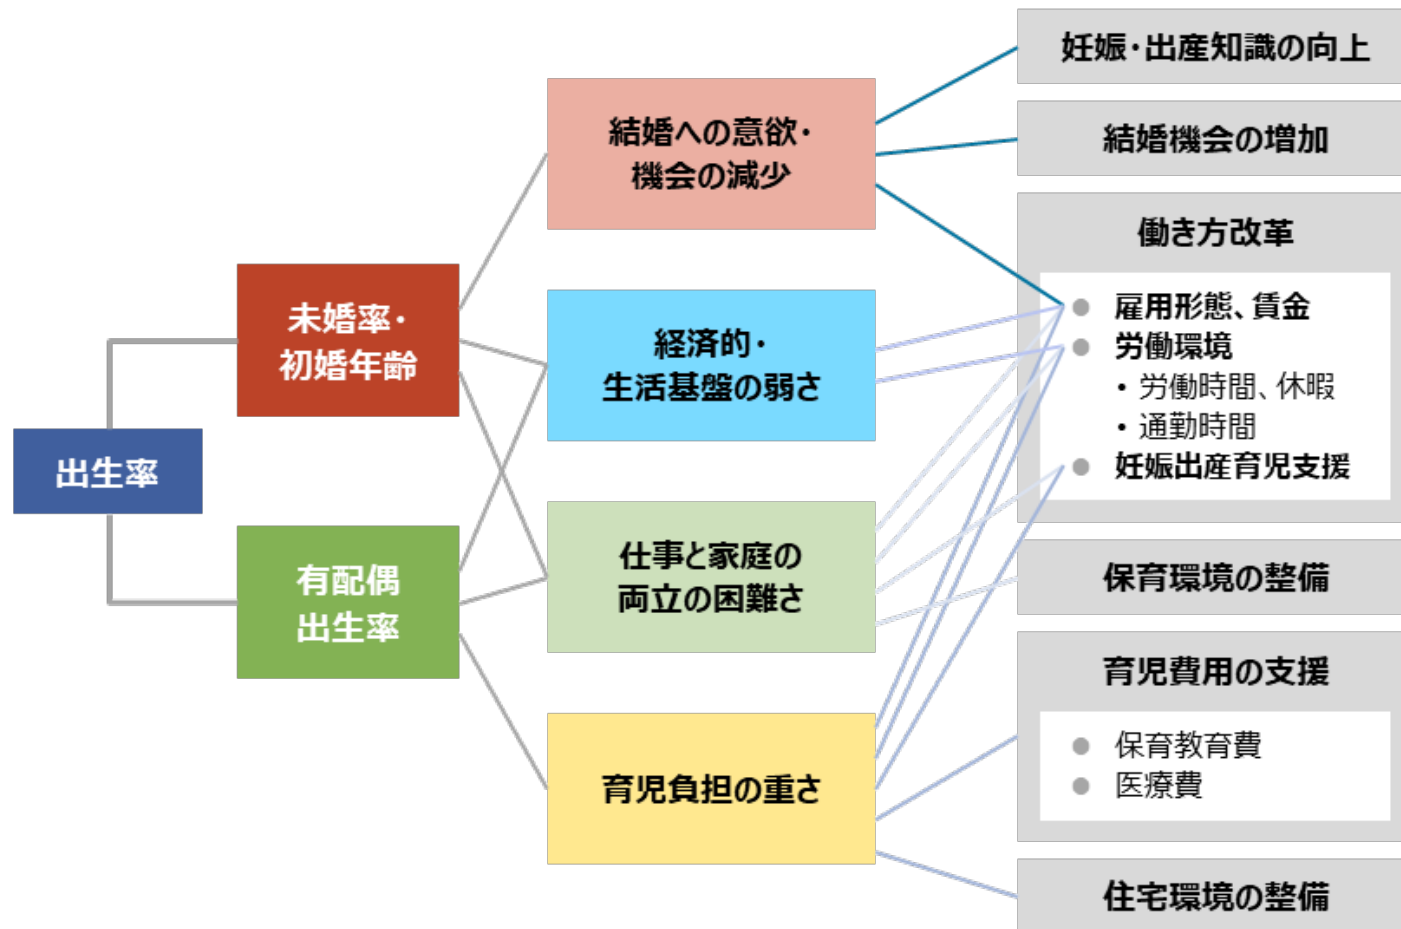 出生率
未婚率・
初婚年齢
有配偶
出生率
結婚への意欲・
機会の減少
経済的・
生活基盤の弱さ
仕事と家庭の
両立の困難さ
育児負担の重さ
妊娠・出産知識の向上
結婚機会の増加
働き方改革
● 雇用形態、賃金
● 労働環境
・労働時間、休暇
・通勤時間
● 妊娠出産育児支援
保育環境の整備
育児費用の支援
● 保育教育費
● 医療費
住宅環境の整備